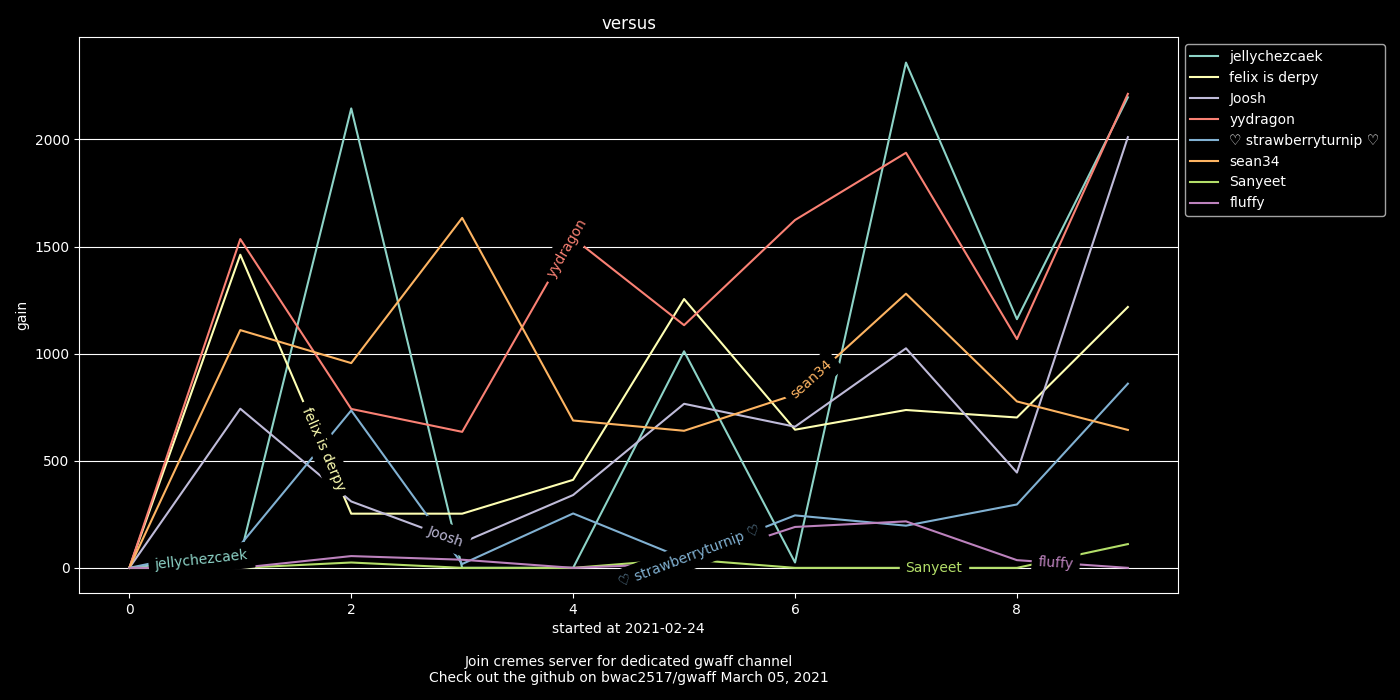 versus
jellychezcaek
felix is derpy
Joosh
yydragon
♡ strawberryturnip ♡
sean34
Sanyeet
fluffy
gain
2000
1500
1000
500
0
yydragon
sean34
felix is derpy
Joosh
♡ strawberryturnip ♡
jellychezcaek
Sanyeet
fluffy
0 2 4 6 8
started at 2021-02-24
Join cremes server for dedicated gwaff channel
Check out the github on bwac2517/gwaff March 05, 2021